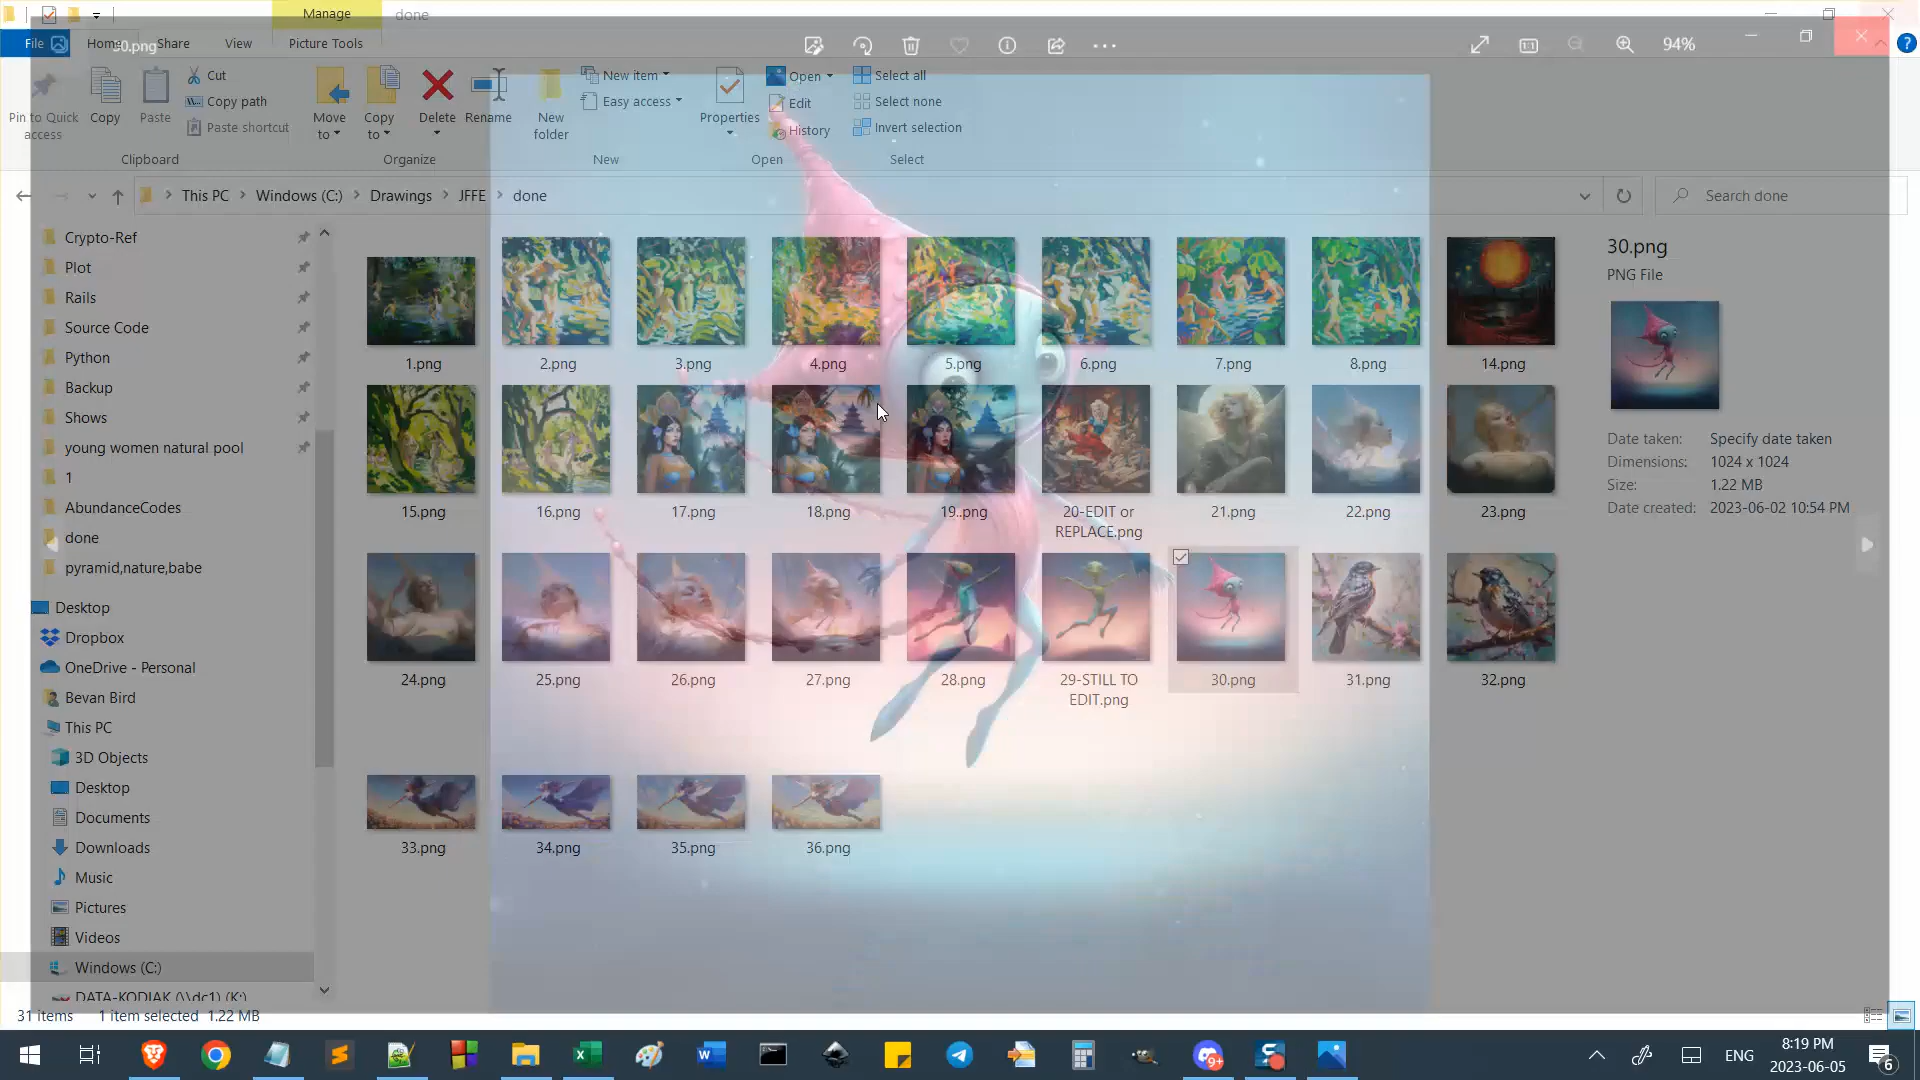 Manage
done
File
Home
30.png
Share
View
Picture Tools
94%
Pin to Quick access
Copy
Paste
Cut
Copy path
Paste shortcut
Clipboard
Move to
Copy to
Delete
Rename
Organize
New folder
New item
Easy access
New
Properties
Open
Edit
History
Open
Select all
Select none
Invert selection
Select
This PC
Windows (C:)
Drawings
JFFE
done
Search done
Crypto-Ref
Plot
Rails
Source Code
Python
Backup
Shows
young women natural pool
1
AbundanceCodes
done
pyramid,nature,babe
Desktop
Dropbox
OneDrive - Personal
Bevan Bird
This PC
3D Objects
Desktop
Documents
Downloads
Music
Pictures
Videos
Windows (C:)
DATA-KODIAK (\\dc1) (K:)
1.png
2.png
3.png
4.png
5.png
6.png
7.png
8.png
14.png
15.png
16.png
17.png
18.png
19..png
20-EDIT or REPLACE.png
21.png
22.png
23.png
24.png
25.png
26.png
27.png
28.png
29-STILL TO EDIT.png
30.png
31.png
32.png
33.png
34.png
35.png
36.png
30.png
PNG File
Date taken: Specify date taken
Dimensions: 1024 x 1024
Size: 1.22 MB
Date created: 2023-06-02 10:54 PM
31 items
1 item selected 1.22 MB
9+
ENG
8:19 PM
2023-06-05
6